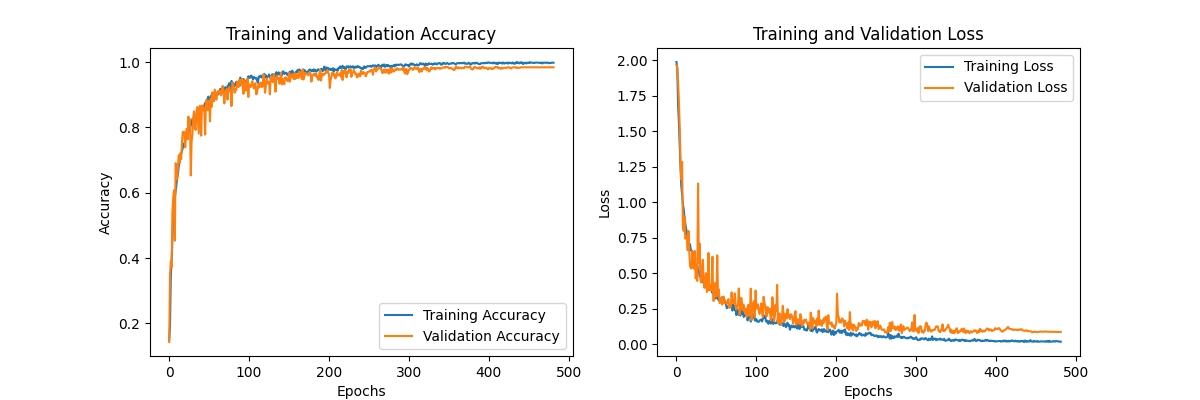 Training and Validation Accuracy
Accuracy
1.0
0.8
0.6
0.4
0.2
0 100 200 300 400 500
Epochs
Training Accuracy
Validation Accuracy
Training and Validation Loss
Loss
2.00
1.75
1.50
1.25
1.00
0.75
0.50
0.25
0.00
0 100 200 300 400 500
Epochs
Training Loss
Validation Loss